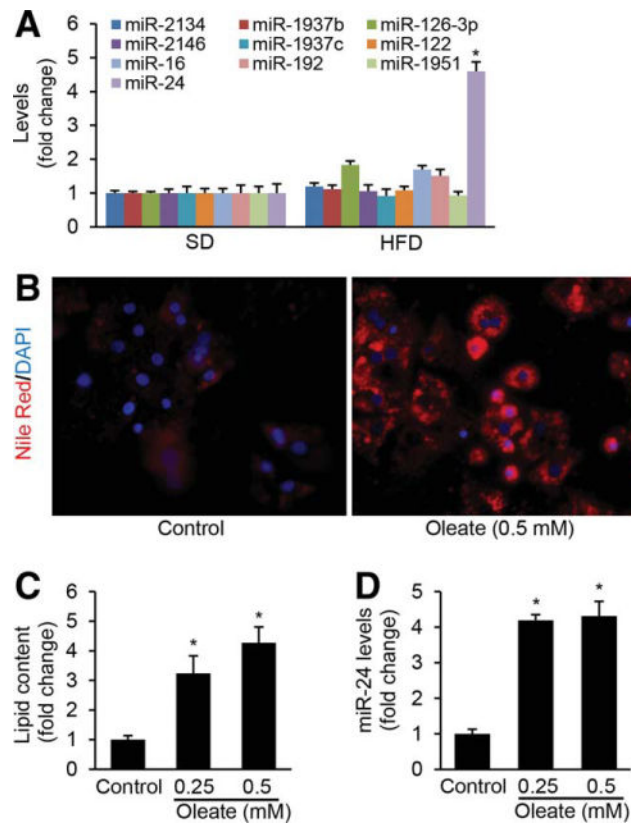 A
miR-2134 miR-1937b miR-126-3p
miR-2146 miR-1937c miR-122
miR-16 miR-192 miR-1951
miR-24
Levels
(fold change)
6
5
4
2
1
0
*
SD HFD
B
Nile Red/DAPI
Control Oleate (0.5 mM)
C
Lipid content
(fold change)
6
5
4
3
2
1
0
* *
Control 0.25 0.5
Oleate (mM)
D
miR-24 levels
(fold change)
6
5
4
3
2
1
0
* *
Control 0.25 0.5
Oleate (mM)